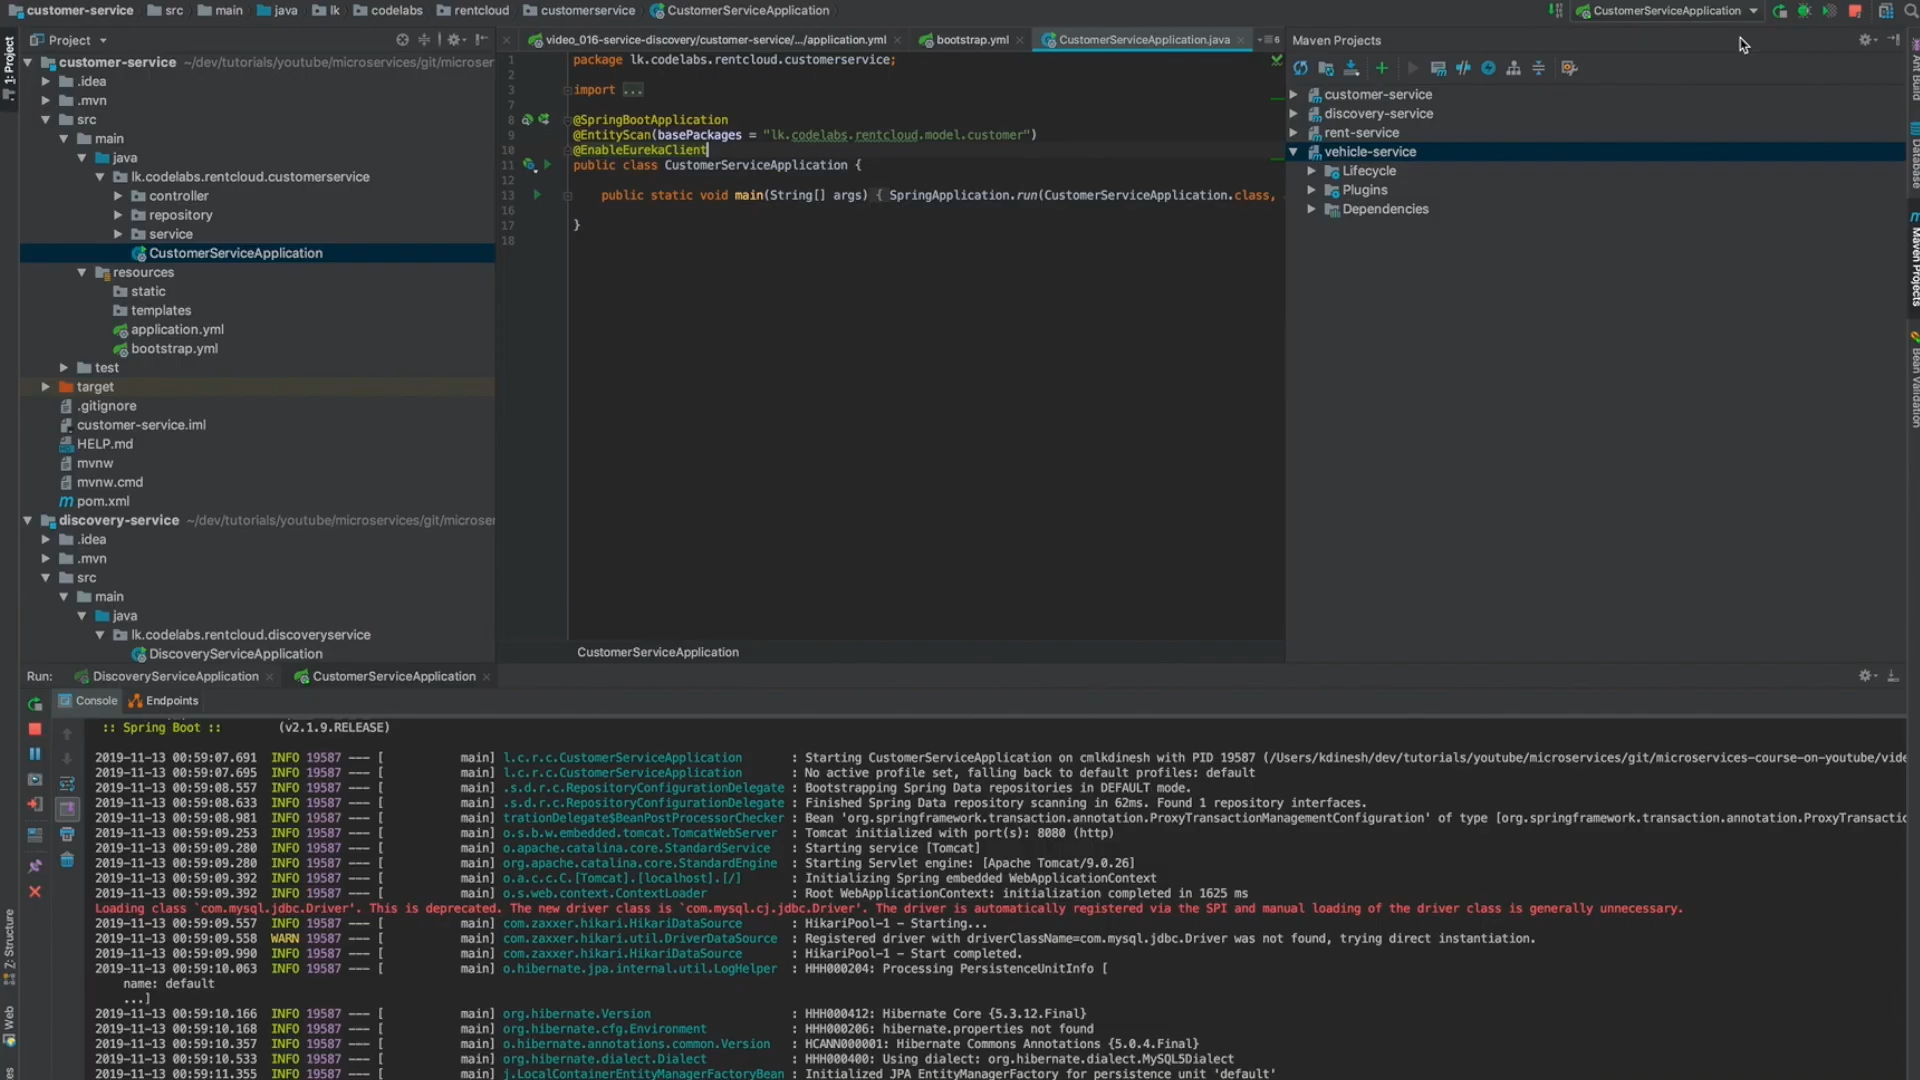 customer-service src main java lk codelabs rentcloud customerservice CustomerServiceApplication
CustomerServiceApplication
1: Project
Project
customer-service ~/dev/tutorials/youtube/microservices/git/microser
.idea
.mvn
src
main
java
lk.codelabs.rentcloud.customerservice
controller
repository
service
CustomerServiceApplication
resources
static
templates
application.yml
bootstrap.yml
test
target
.gitignore
customer-service.iml
HELP.md
mvnw
mvnw.cmd
pom.xml
discovery-service ~/dev/tutorials/youtube/microservices/git/microser
.idea
.mvn
src
main
java
lk.codelabs.rentcloud.discoveryservice
DiscoveryServiceApplication
video_016-service-discovery/customer-service/.../application.yml
bootstrap.yml
CustomerServiceApplication.java
6
1 package lk.codelabs.rentcloud.customerservice;
2
3 import ...
7
8 @SpringBootApplication
9 @EntityScan(basePackages = "lk.codelabs.rentcloud.model.customer")
10 @EnableEurekaClient
11 public class CustomerServiceApplication {
12
13 public static void main(String[] args) { SpringApplication.run(CustomerServiceApplication.class,
16
17 }
18
CustomerServiceApplication
Maven Projects
customer-service
discovery-service
rent-service
vehicle-service
Lifecycle
Plugins
Dependencies
Ant Build
Database
Maven Projects
Bean Validation
Run: DiscoveryServiceApplication CustomerServiceApplication
Console Endpoints
:: Spring Boot :: (v2.1.9.RELEASE)
2019-11-13 00:59:07.691 INFO 19587 --- [ main] l.c.r.c.CustomerServiceApplication : Starting CustomerServiceApplication on cmlkdinesh with PID 19587 (/Users/kdinesh/dev/tutorials/youtube/microservices/git/microservices-course-on-youtube/vide
2019-11-13 00:59:07.695 INFO 19587 --- [ main] l.c.r.c.CustomerServiceApplication : No active profile set, falling back to default profiles: default
2019-11-13 00:59:08.557 INFO 19587 --- [ main] .s.d.r.c.RepositoryConfigurationDelegate : Bootstrapping Spring Data repositories in DEFAULT mode.
2019-11-13 00:59:08.633 INFO 19587 --- [ main] .s.d.r.c.RepositoryConfigurationDelegate : Finished Spring Data repository scanning in 62ms. Found 1 repository interfaces.
2019-11-13 00:59:08.981 INFO 19587 --- [ main] trationDelegate$BeanPostProcessorChecker : Bean 'org.springframework.transaction.annotation.ProxyTransactionManagementConfiguration' of type [org.springframework.transaction.annotation.ProxyTransactio
2019-11-13 00:59:09.253 INFO 19587 --- [ main] o.s.b.w.embedded.tomcat.TomcatWebServer : Tomcat initialized with port(s): 8080 (http)
2019-11-13 00:59:09.280 INFO 19587 --- [ main] o.apache.catalina.core.StandardService : Starting service [Tomcat]
2019-11-13 00:59:09.280 INFO 19587 --- [ main] org.apache.catalina.core.StandardEngine : Starting Servlet engine: [Apache Tomcat/9.0.26]
2019-11-13 00:59:09.392 INFO 19587 --- [ main] o.a.c.c.C.[Tomcat].[localhost].[/] : Initializing Spring embedded WebApplicationContext
2019-11-13 00:59:09.392 INFO 19587 --- [ main] o.s.web.context.ContextLoader : Root WebApplicationContext: initialization completed in 1625 ms
Loading class `com.mysql.jdbc.Driver'. This is deprecated. The new driver class is `com.mysql.cj.jdbc.Driver'. The driver is automatically registered via the SPI and manual loading of the driver class is generally unnecessary.
2019-11-13 00:59:09.557 INFO 19587 --- [ main] com.zaxxer.hikari.HikariDataSource : HikariPool-1 - Starting...
2019-11-13 00:59:09.558 WARN 19587 --- [ main] com.zaxxer.hikari.util.DriverDataSource : Registered driver with driverClassName=com.mysql.jdbc.Driver was not found, trying direct instantiation.
2019-11-13 00:59:09.990 INFO 19587 --- [ main] com.zaxxer.hikari.HikariDataSource : HikariPool-1 - Start completed.
2019-11-13 00:59:10.063 INFO 19587 --- [ main] o.hibernate.jpa.internal.util.LogHelper : HHH000204: Processing PersistenceUnitInfo [
name: default
...]
2019-11-13 00:59:10.166 INFO 19587 --- [ main] org.hibernate.Version : HHH000412: Hibernate Core {5.3.12.Final}
2019-11-13 00:59:10.168 INFO 19587 --- [ main] org.hibernate.cfg.Environment : HHH000206: hibernate.properties not found
2019-11-13 00:59:10.357 INFO 19587 --- [ main] o.hibernate.annotations.common.Version : HCANN000001: Hibernate Commons Annotations {5.0.4.Final}
2019-11-13 00:59:10.533 INFO 19587 --- [ main] org.hibernate.dialect.Dialect : HHH000400: Using dialect: org.hibernate.dialect.MySQL5Dialect
2019-11-13 00:59:11.355 INFO 19587 --- [ main] j.LocalContainerEntityManagerFactoryBean : Initialized JPA EntityManagerFactory for persistence unit 'default'
Z: Structure
Web